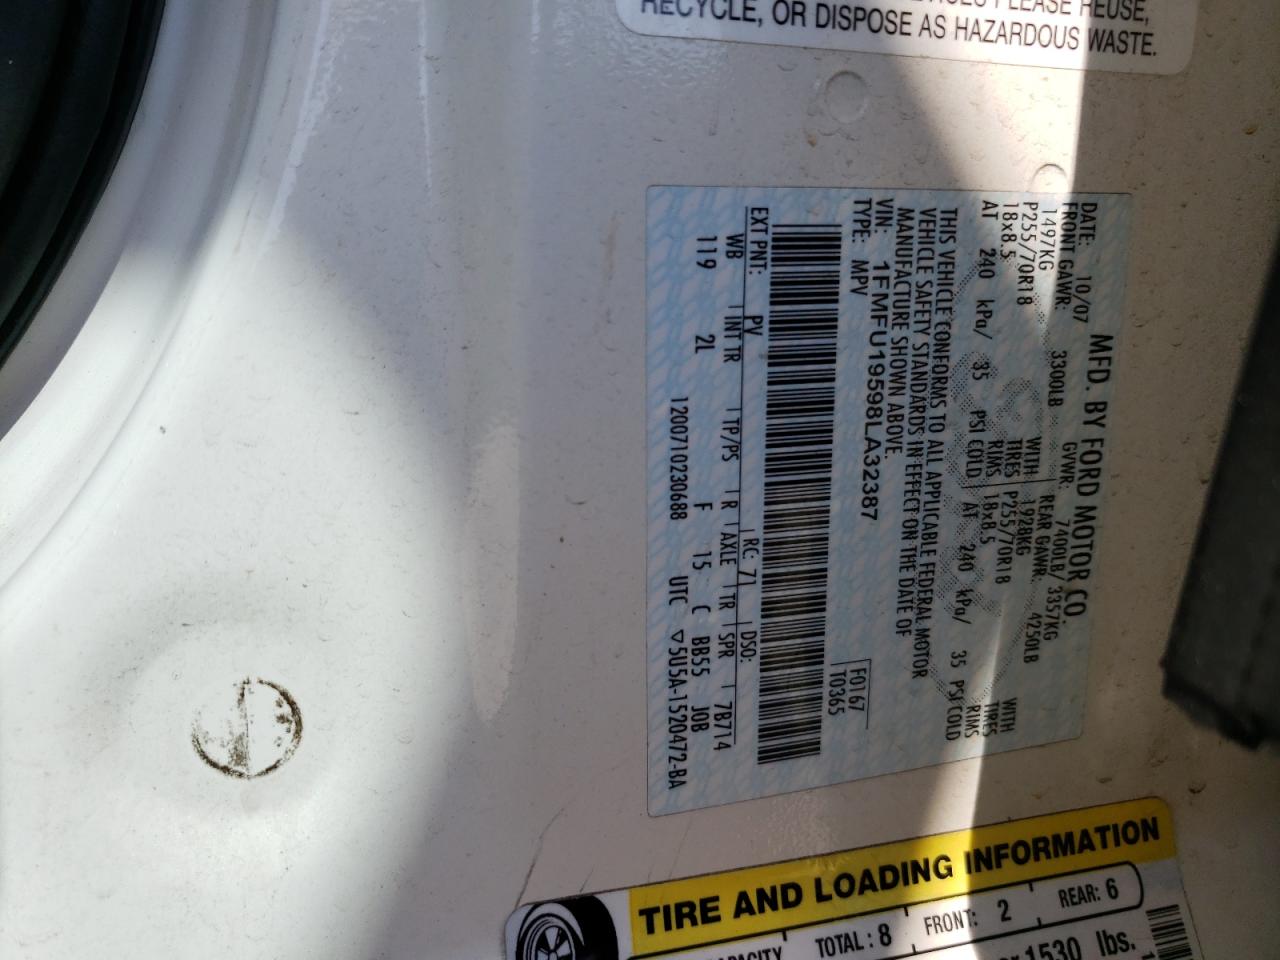 PLEASE REUSE,
RECYCLE, OR DISPOSE AS HAZARDOUS WASTE.
MFD. BY FORD MOTOR CO.
DATE: 10/07 GVWR: 7400LB/ 3357KG
FRONT GAWR: 3300LB REAR GAWR: 4250LB
1497KG WITH 1928KG WITH
P255/70R18 TIRES P255/70R18 TIRES
18x8.5 RIMS 18x8.5 RIMS
AT 240 kPa/ 35 PSI COLD AT 240 kPa/ 35 PSI COLD
THIS VEHICLE CONFORMS TO ALL APPLICABLE FEDERAL MOTOR
VEHICLE SAFETY STANDARDS IN EFFECT ON THE DATE OF
MANUFACTURE SHOWN ABOVE.
VIN: 1FMFU19598LA32387 F0167
TYPE: MPV T0365
EXT PNT: PV RC: 71 DSO:
WB INT TR TP/PS R AXLE TR SPR 7B714
119 2L F 15 C BB55 JOB
1200710230688 UTC ▽5U5A-1520472-BA
TIRE AND LOADING INFORMATION
TOTAL: 8 FRONT: 2 REAR: 6
1530 lbs.